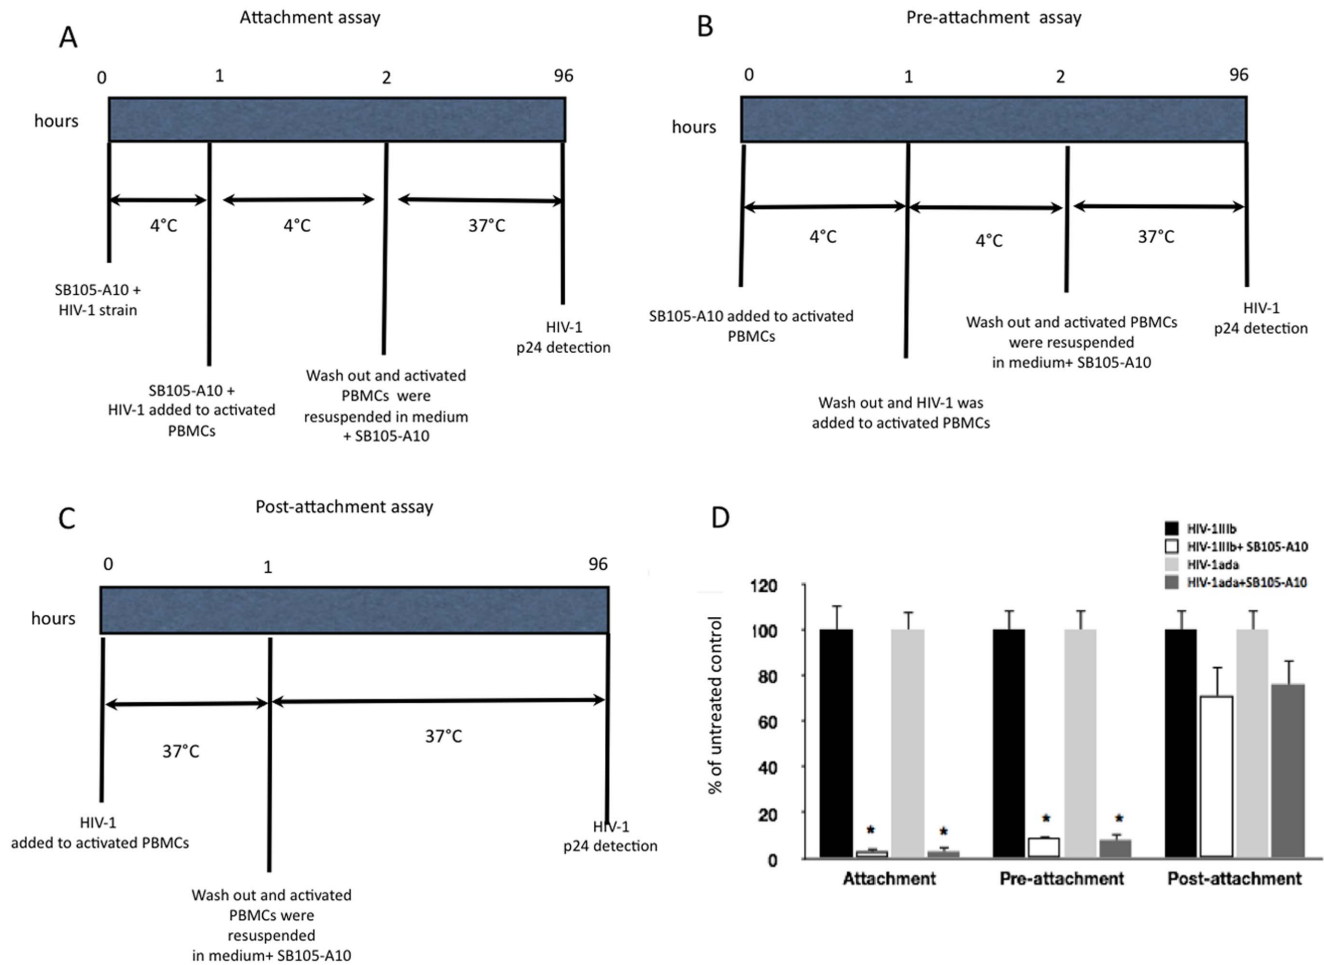 A
Attachment assay
0 1 2 96
hours
4°C 4°C 37°C
SB105-A10 +
HIV-1 strain
SB105-A10 +
HIV-1 added to activated
PBMCs
Wash out and activated
PBMCs were
resuspended in medium
+ SB105-A10
HIV-1
p24 detection
B
Pre-attachment assay
0 1 2 96
hours
4°C 4°C 37°C
SB105-A10 added to activated
PBMCs
Wash out and HIV-1 was
added to activated PBMCs
Wash out and activated PBMCs
were resuspended
in medium+ SB105-A10
HIV-1
p24 detection
C
Post-attachment assay
0 1 96
hours
37°C 37°C
HIV-1
added to activated PBMCs
Wash out and activated
PBMCs were
resuspended
in medium+ SB105-A10
HIV-1
p24 detection
D
HIV-1IIIb
HIV-1IIIb+ SB105-A10
HIV-1ada
HIV-1ada+SB105-A10
% of untreated control
120
100
80
60
40
20
0
* * * *
Attachment Pre-attachment Post-attachment